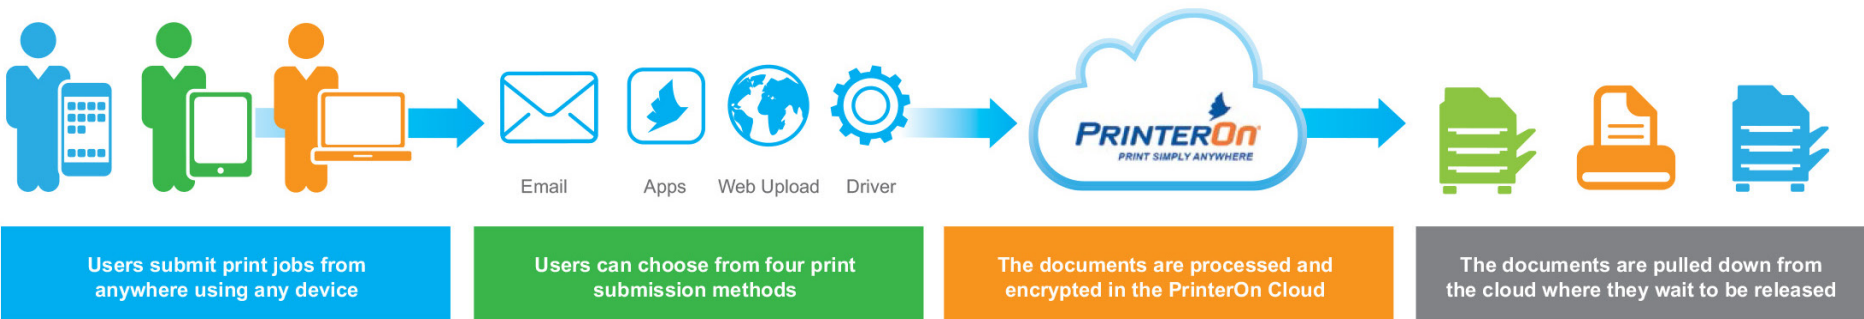 PRINTERON
PRINT SIMPLY ANYWHERE
Email
Apps
Web Upload
Driver
Users submit print jobs from
anywhere using any device
Users can choose from four print
submission methods
The documents are processed and
encrypted in the PrinterOn Cloud
The documents are pulled down from
the cloud where they wait to be released